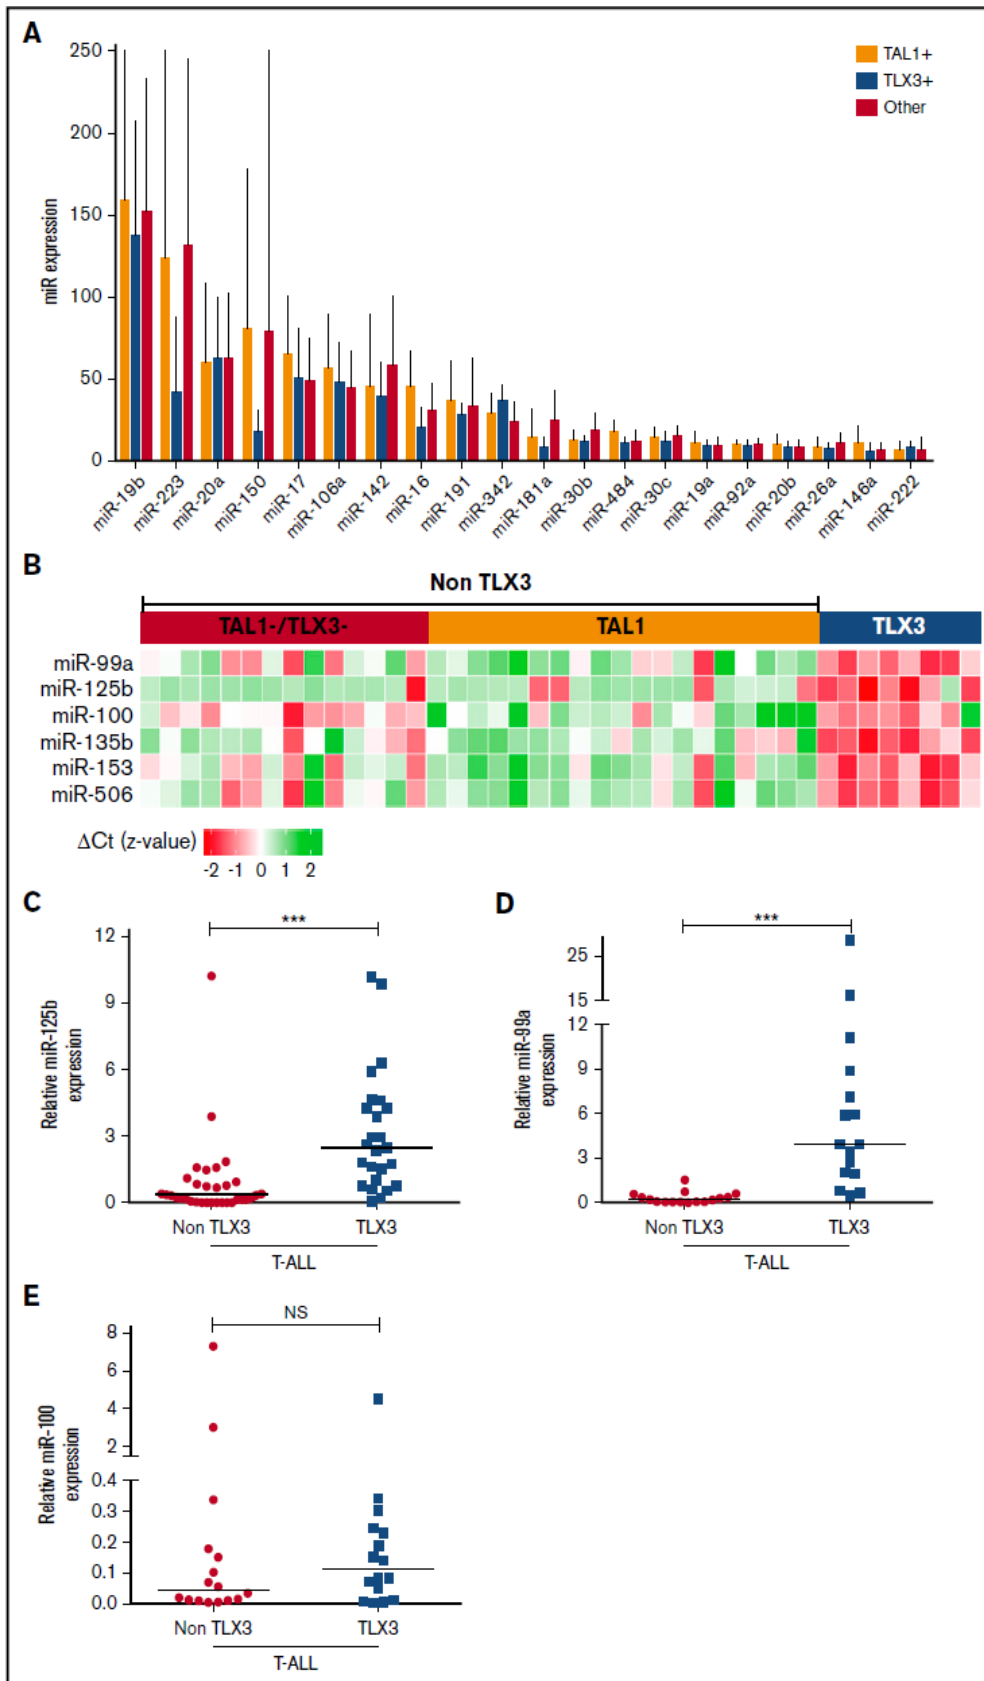 A
250
200
150
100
50
0
miR expression
TAL1+
TLX3+
Other
miR-19b
miR-223
miR-20a
miR-150
miR-17
miR-106a
miR-142
miR-16
miR-191
miR-342
miR-181a
miR-30b
miR-484
miR-30c
miR-19a
miR-92a
miR-20b
miR-26a
miR-146a
miR-222
B
Non TLX3
TAL1-/TLX3- TAL1 TLX3
miR-99a
miR-125b
miR-100
miR-135b
miR-153
miR-506
ΔCt (z-value)
-2 -1 0 1 2
C
***
12
9
6
3
0
Relative miR-125b
expression
Non TLX3 TLX3
T-ALL
D
***
25
15
12
9
6
3
0
Relative miR-99a
expression
Non TLX3 TLX3
T-ALL
E
NS
8
6
4
2
0.4
0.3
0.2
0.1
0.0
Relative miR-100
expression
Non TLX3 TLX3
T-ALL